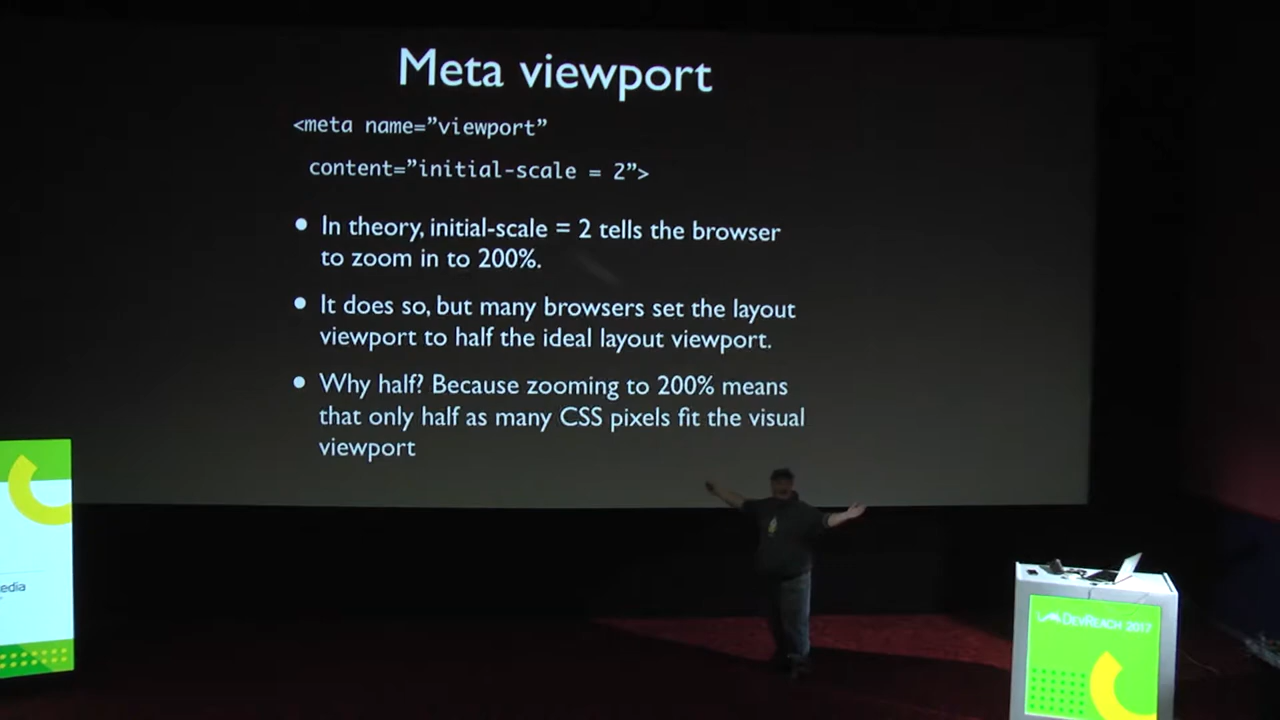 Meta viewport
<meta name=”viewport”
content=”initial-scale = 2”>
• In theory, initial-scale = 2 tells the browser
to zoom in to 200%.
• It does so, but many browsers set the layout
viewport to half the ideal layout viewport.
• Why half? Because zooming to 200% means
that only half as many CSS pixels fit the visual
viewport
edia
DEVREACH 2017